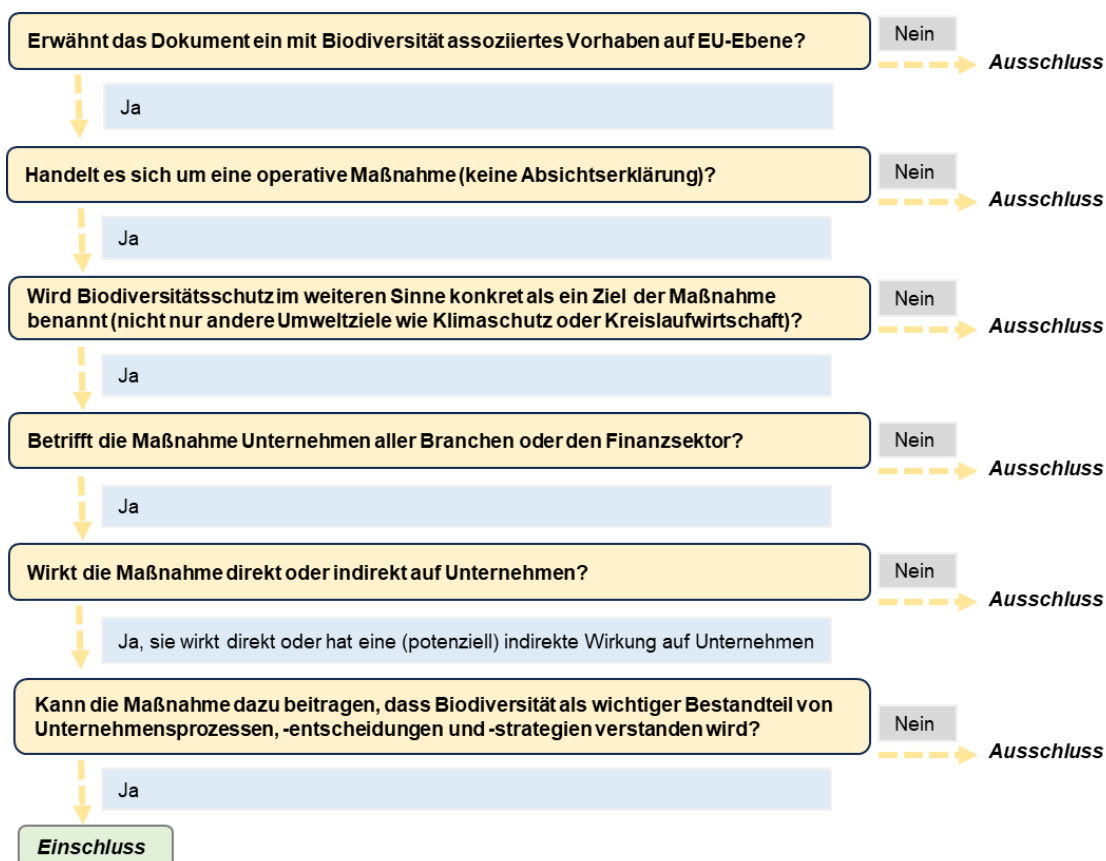 Erwähnt das Dokument ein mit Biodiversität assoziiertes Vorhaben auf EU-Ebene?
Nein
Ausschluss
Ja
Handelt es sich um eine operative Maßnahme (keine Absichtserklärung)?
Nein
Ausschluss
Ja
Wird Biodiversitätsschutz im weiteren Sinne konkret als ein Ziel der Maßnahme
benannt (nicht nur andere Umweltziele wie Klimaschutz oder Kreislaufwirtschaft)?
Nein
Ausschluss
Ja
Betrifft die Maßnahme Unternehmen aller Branchen oder den Finanzsektor?
Nein
Ausschluss
Ja
Wirkt die Maßnahme direkt oder indirekt auf Unternehmen?
Nein
Ausschluss
Ja, sie wirkt direkt oder hat eine (potenziell) indirekte Wirkung auf Unternehmen
Kann die Maßnahme dazu beitragen, dass Biodiversität als wichtiger Bestandteil von
Unternehmensprozessen, -entscheidungen und -strategien verstanden wird?
Nein
Ausschluss
Ja
Einschluss